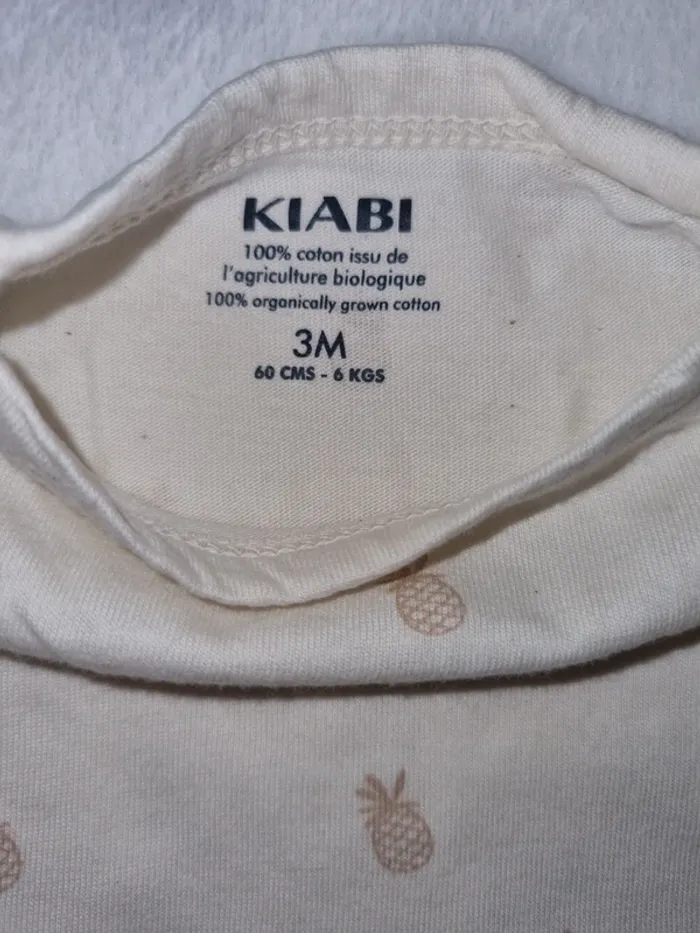 KIABI
100% coton issu de
l'agriculture biologique
100% organically grown cotton
3M
60 CMS - 6 KGS